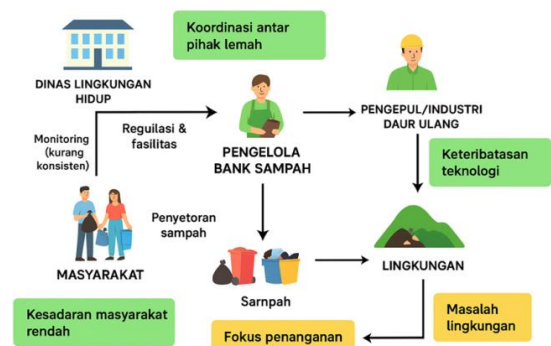 Koordinasi antar
pihak lemah
DINAS LINGKUNGAN
HIDUP
PENGEPUL/INDUSTRI
DAUR ULANG
Monitoring
(kurang
konsisten)
Reguilasi &
fasilitas
PENGELOLA
BANK SAMPAH
Keteribatasan
teknologi
Penyetoran
sampah
MASYARAKAT
Sarnpah
LINGKUNGAN
Kesadaran masyarakat
rendah
Fokus penanganan
Masalah
lingkungan